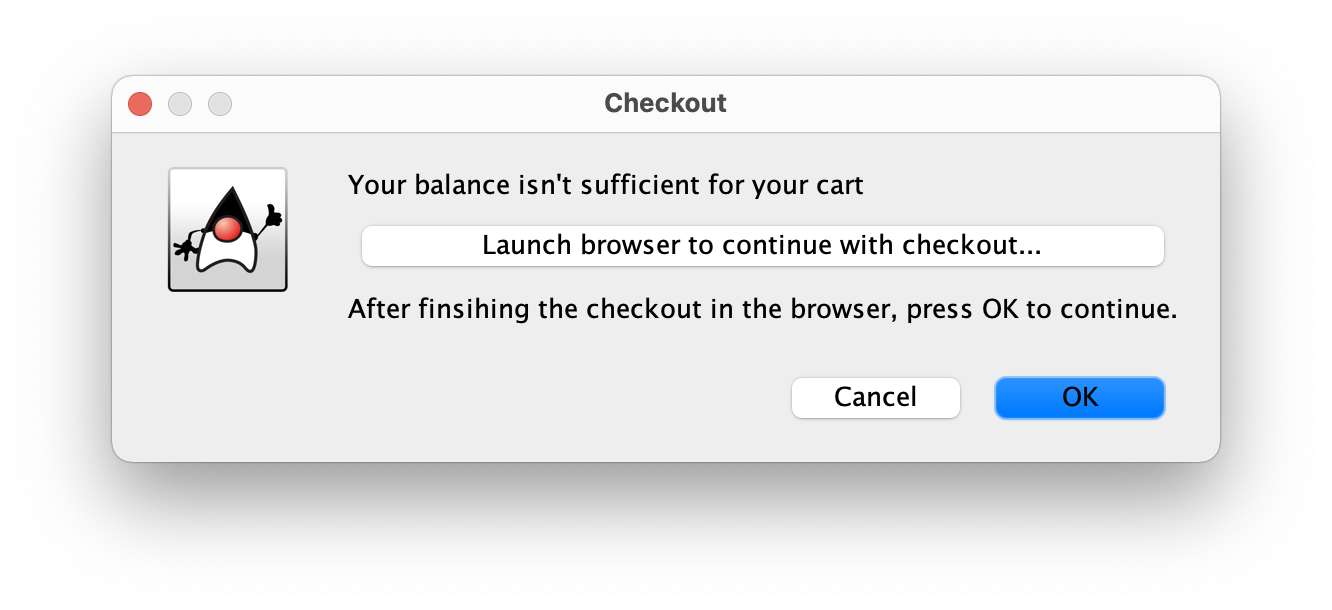 Checkout
Your balance isn't sufficient for your cart
Launch browser to continue with checkout...
After finsihing the checkout in the browser, press OK to continue.
Cancel OK